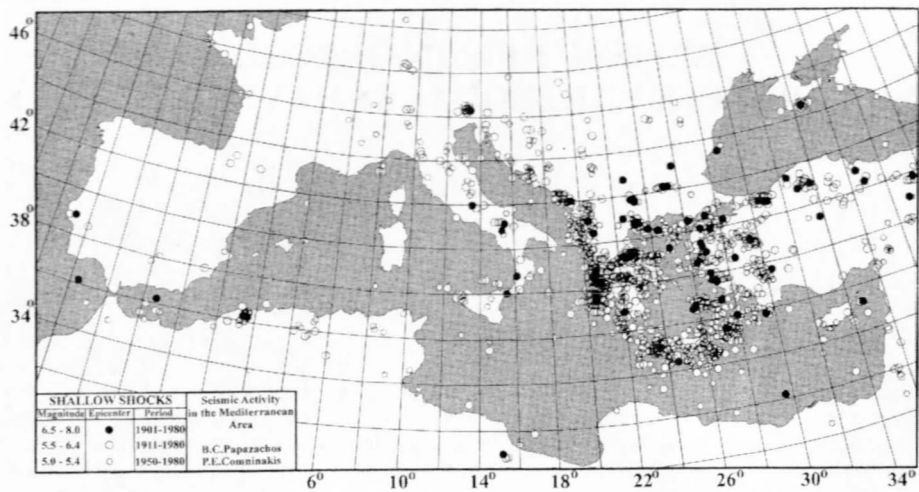 46°
42°
38°
34°
SHALLOW SHOCKS
Magnitude Epicenter Period
6.5 - 8.0 ● 1901-1980
5.5 - 6.4 ○ 1911-1980
5.0 - 5.4 ○ 1950-1980
Seismic Activity
in the Mediterranean
Area
B.C.Papazachos
P.E.Comninakis
6° 10° 14° 18° 22° 26° 30° 34°